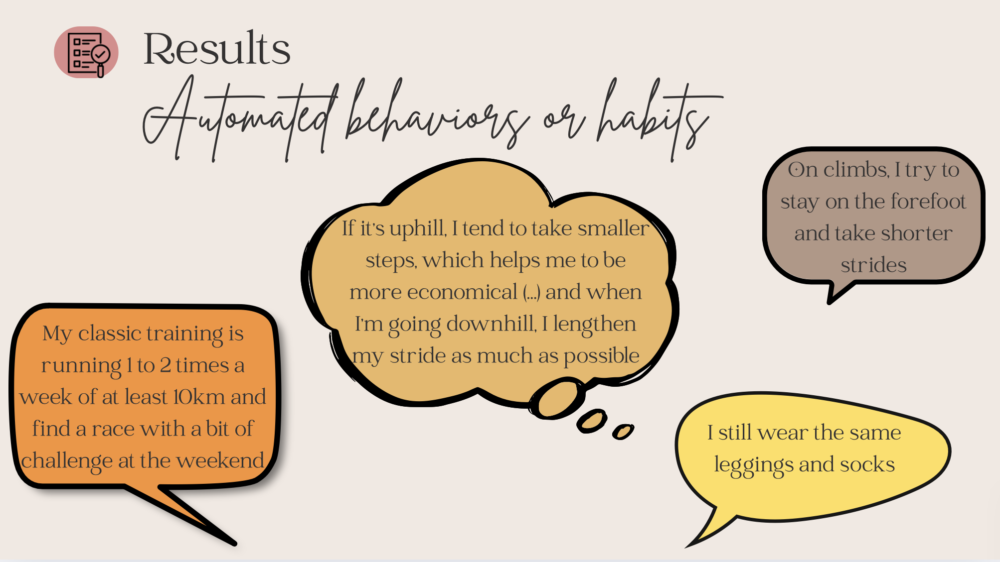 Results
Automated behaviors or habits
On climbs, I try to
stay on the forefoot
and take shorter
strides
If it's uphill, I tend to take smaller
steps, which helps me to be
more economical (...) and when
I'm going downhill, I lengthen
my stride as much as possible
My classic training is
running 1 to 2 times a
week of at least 10km and
find a race with a bit of
challenge at the weekend
I still wear the same
leggings and socks